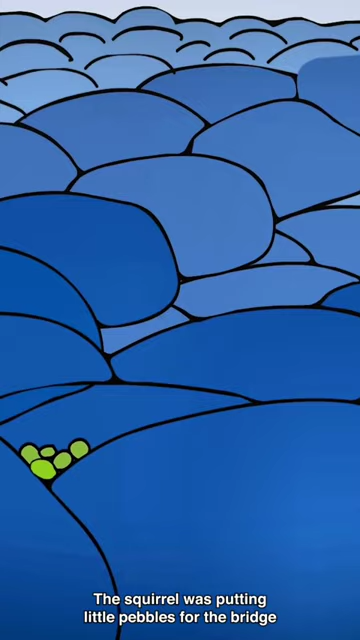 The squirrel was putting
little pebbles for the bridge